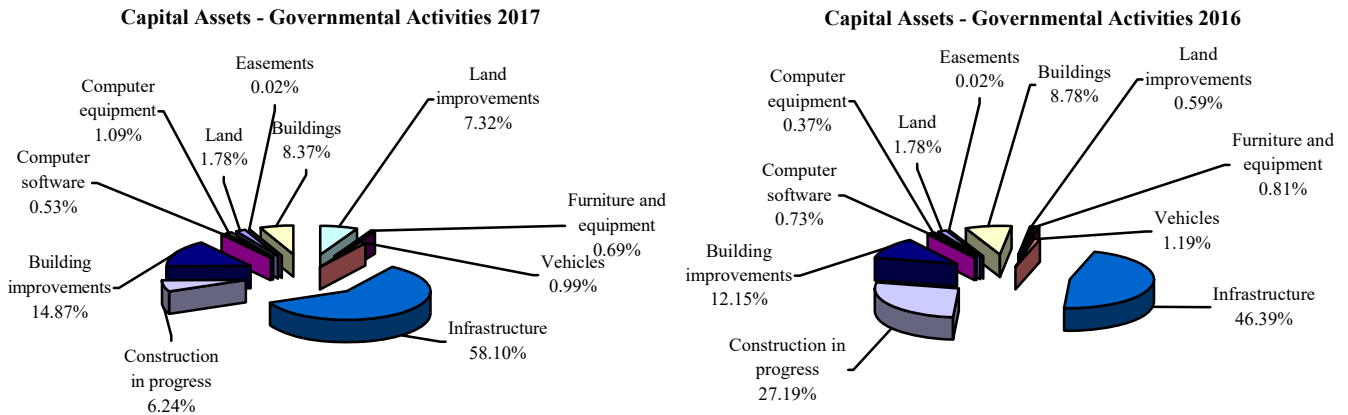 Capital Assets - Governmental Activities 2017
Easements
0.02%
Land
improvements
7.32%
Computer
equipment
1.09%
Land
1.78%
Buildings
8.37%
Computer
software
0.53%
Furniture and
equipment
0.69%
Building
improvements
14.87%
Vehicles
0.99%
Infrastructure
58.10%
Construction
in progress
6.24%
Capital Assets - Governmental Activities 2016
Easements
0.02%
Buildings
8.78%
Land
improvements
0.59%
Computer
equipment
0.37%
Land
1.78%
Furniture and
equipment
0.81%
Computer
software
0.73%
Vehicles
1.19%
Building
improvements
12.15%
Infrastructure
46.39%
Construction in
progress
27.19%